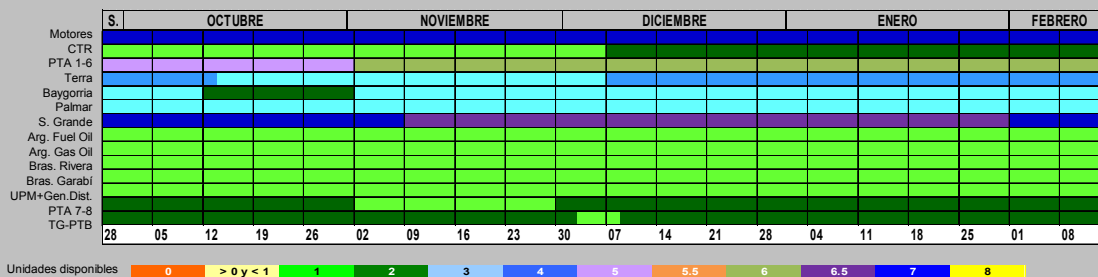 S. OCTUBRE NOVIEMBRE DICIEMBRE ENERO FEBRERO
Motores
CTR
PTA 1-6
Terra
Baygorria
Palmar
S. Grande
Arg. Fuel Oil
Arg. Gas Oil
Bras. Rivera
Bras. Garabí
UPM+Gen.Dist.
PTA 7-8
TG-PTB
28 05 12 19 26 02 09 16 23 30 07 14 21 28 04 11 18 25 01 08
Unidades disponibles 0 > 0 y < 1 1 2 3 4 5 5.5 6 6.5 7 8